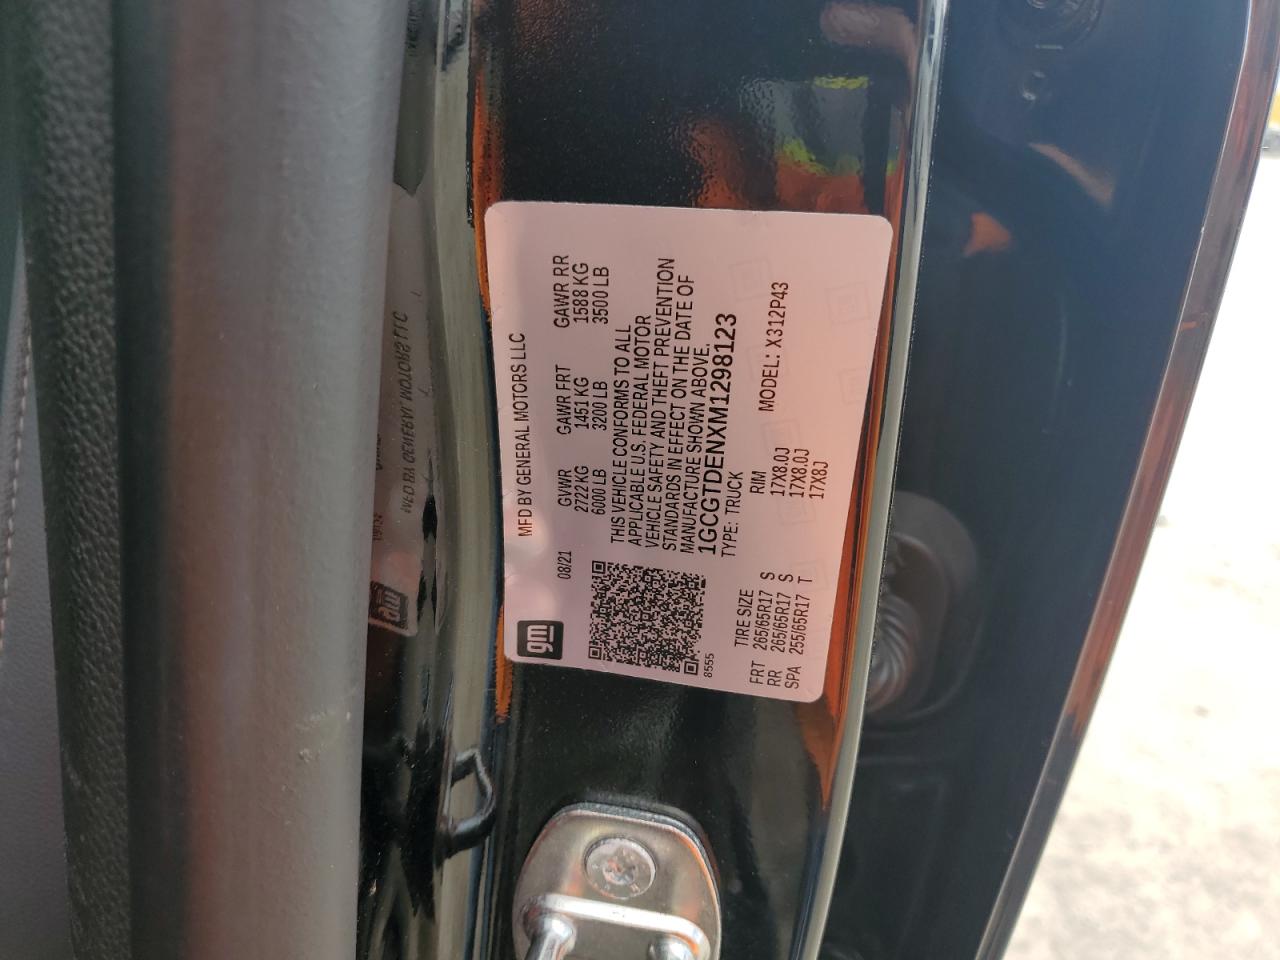 gm
MFD BY GENERAL MOTORS LLC
08/21
GVWR GAWR FRT GAWR RR
2722 KG 1451 KG 1588 KG
6000 LB 3200 LB 3500 LB
THIS VEHICLE CONFORMS TO ALL
APPLICABLE U.S. FEDERAL MOTOR
VEHICLE SAFETY AND THEFT PREVENTION
STANDARDS IN EFFECT ON THE DATE OF
MANUFACTURE SHOWN ABOVE.
1GCGTDENXM1298123
8555
TYPE: TRUCK MODEL: X312P43
TIRE SIZE RIM
FRT 265/65R17 S 17X8.0J
RR 265/65R17 S 17X8.0J
SPA 255/65R17 T 17X8J